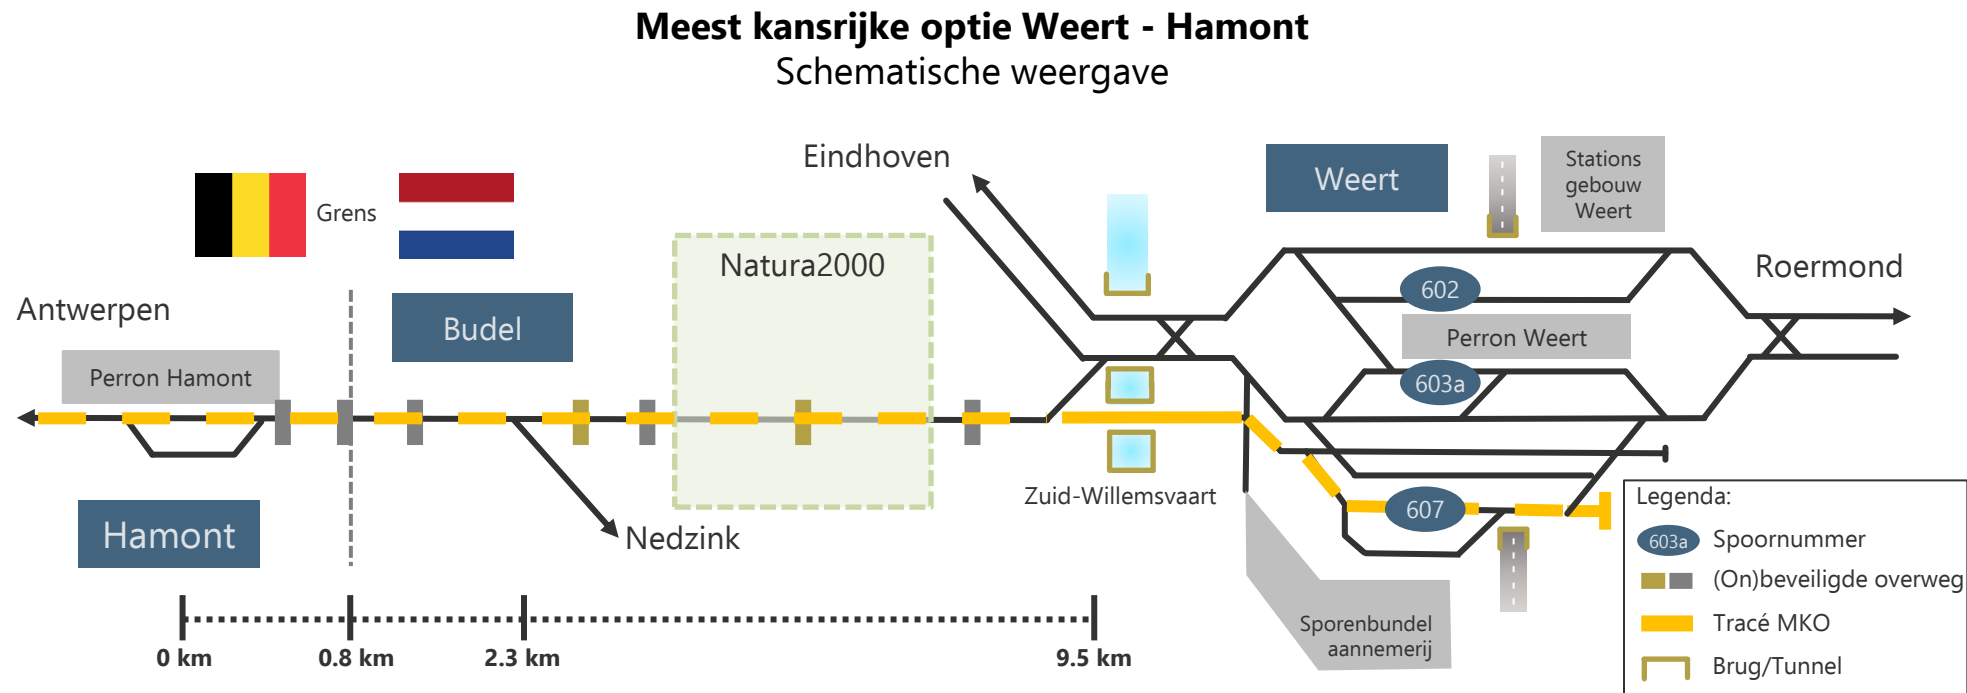 Meest kansrijke optie Weert - Hamont
Schematische weergave
Eindhoven
Weert
Stations
gebouw
Weert
Grens
Natura2000
Roermond
602
Antwerpen
Budel
Perron Weert
Perron Hamont
603a
Zuid-Willemsvaart
607
Hamont
Nedzink
Sporenbundel
aannemerij
0 km
0.8 km
2.3 km
9.5 km
Legenda:
603a
Spoornummer
(On)beveiligde overweg
Tracé MKO
Brug/Tunnel